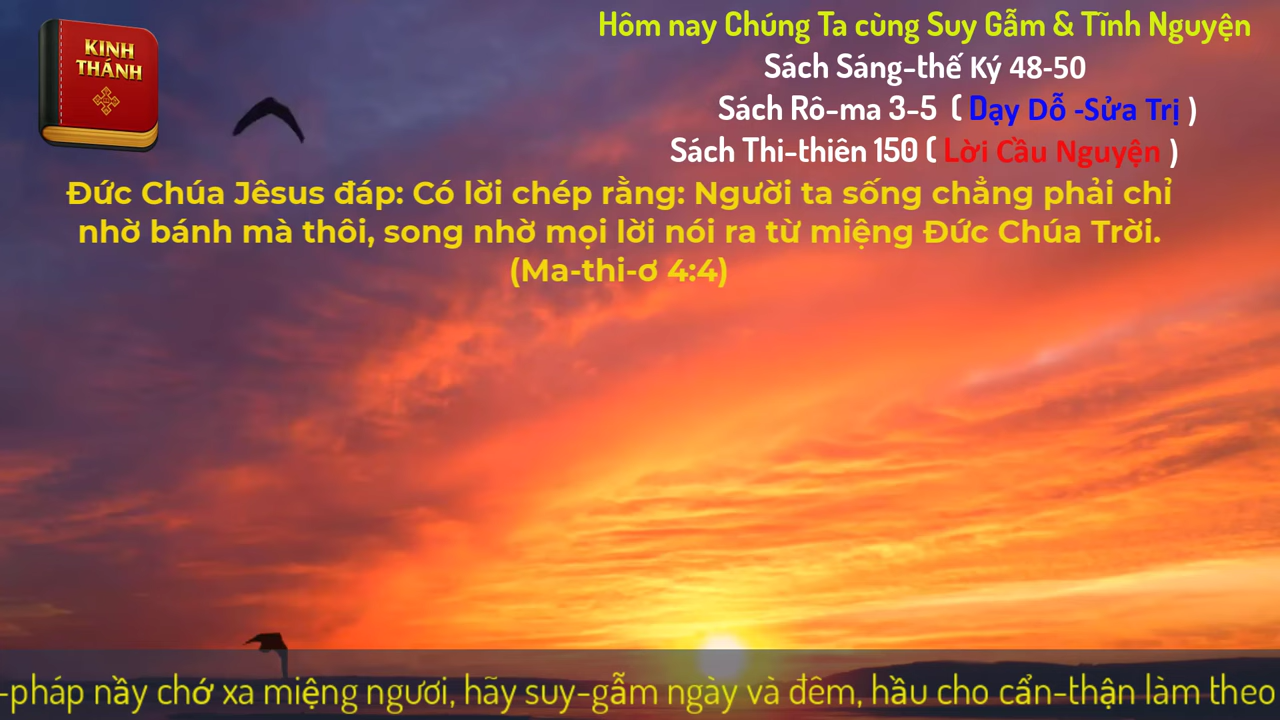 KINH
THÁNH
Hôm nay Chúng Ta cùng Suy Gẫm & Tĩnh Nguyện
Sách Sáng-thế Ký 48-50
Sách Rô-ma 3-5 ( Dạy Dỗ -Sửa Trị )
Sách Thi-thiên 150 ( Lời Cầu Nguyện )
Đức Chúa Jêsus đáp: Có lời chép rằng: Người ta sống chẳng phải chỉ
nhờ bánh mà thôi, song nhờ mọi lời nói ra từ miệng Đức Chúa Trời.
(Ma-thi-ơ 4:4)
-pháp nầy chớ xa miệng ngươi, hãy suy-gẫm ngày và đêm, hầu cho cẩn-thận làm theo